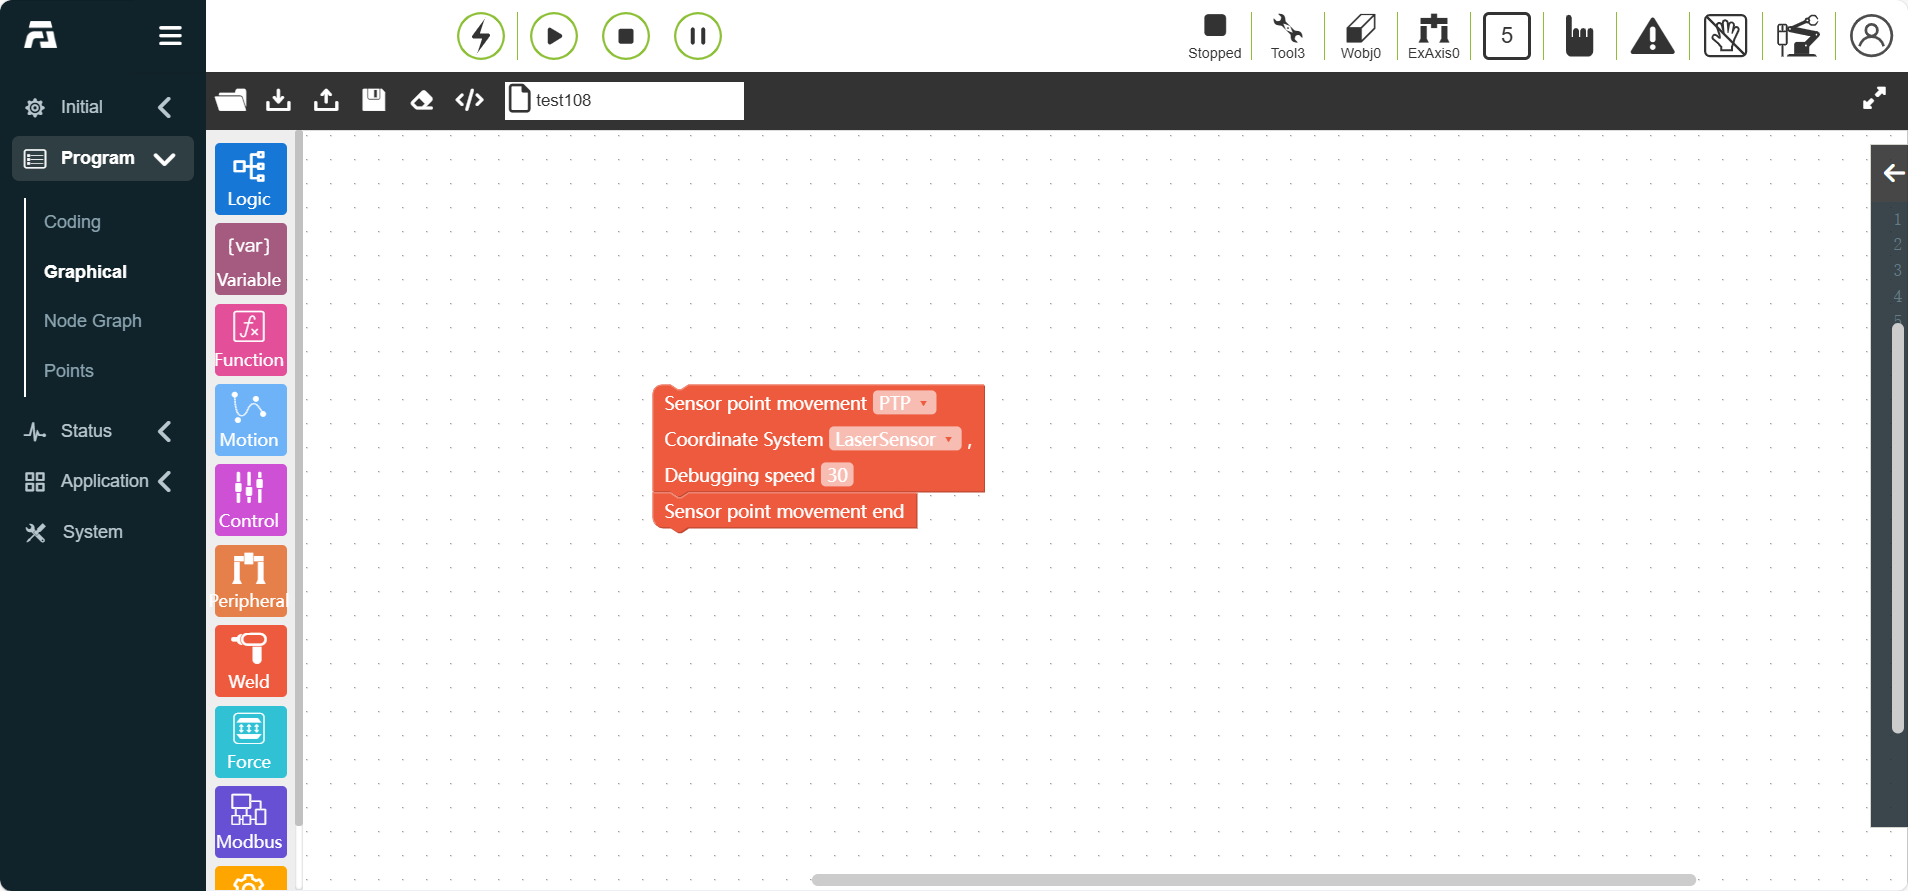 Stopped
Tool3
Wobj0
ExAxis0
5
Initial
Program
Coding
Graphical
Node Graph
Points
Status
Application
System
</>
test108
Logic
{var}
Variable
fx
Function
Motion
Control
Peripheral
Weld
Force
Modbus
Sensor point movement PTP
Coordinate System LaserSensor ,
Debugging speed 30
Sensor point movement end
1
2
3
4
5